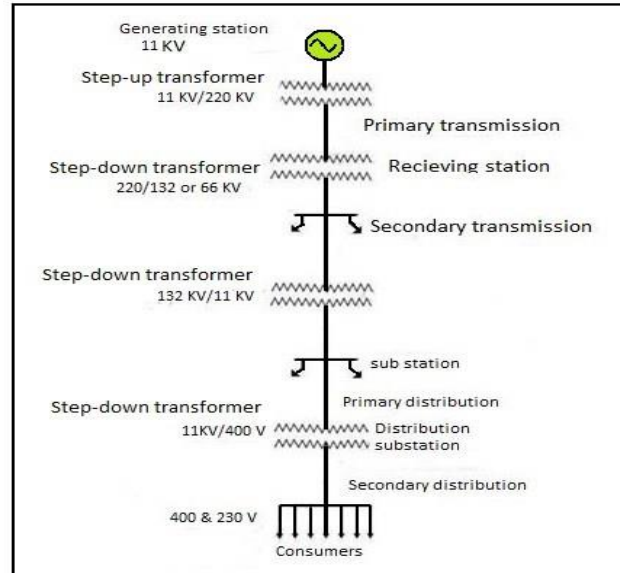 Generating station
11 KV
Step-up transformer
11 KV/220 KV
Primary transmission
Step-down transformer
220/132 or 66 KV
Recieving station
Secondary transmission
Step-down transformer
132 KV/11 KV
sub station
Primary distribution
Step-down transformer
11KV/400 V
Distribution
substation
Secondary distribution
400 & 230 V
Consumers